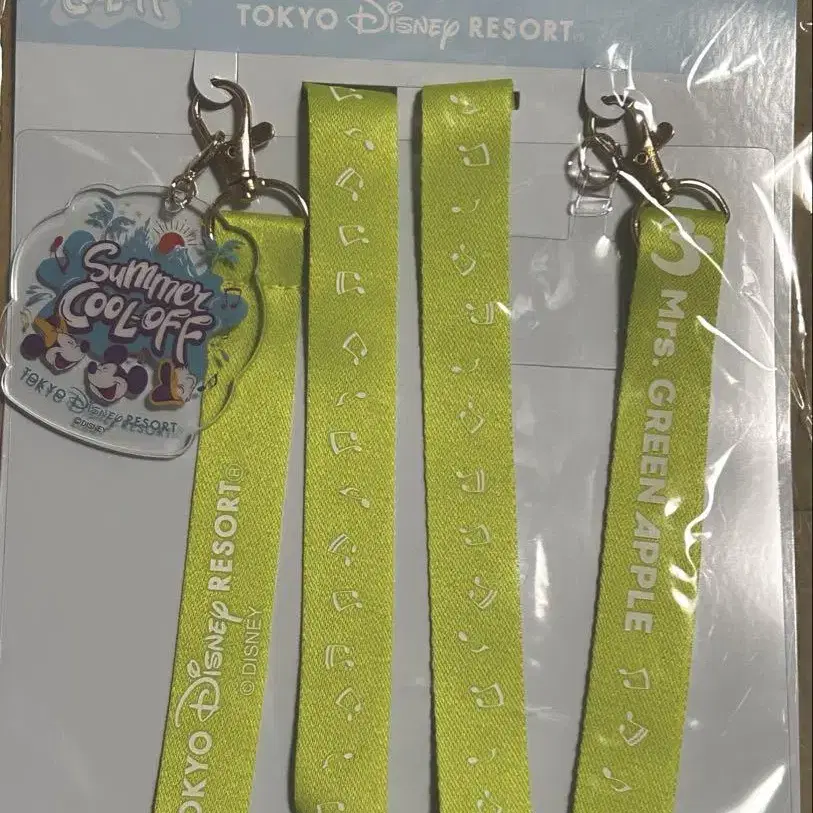 TOKYO Disney RESORT
Summer
COOL-OFF
TOKYO Disney RESORT
©DISNEY
TOKYO Disney RESORT®
©DISNEY
Mrs. GREEN APPLE